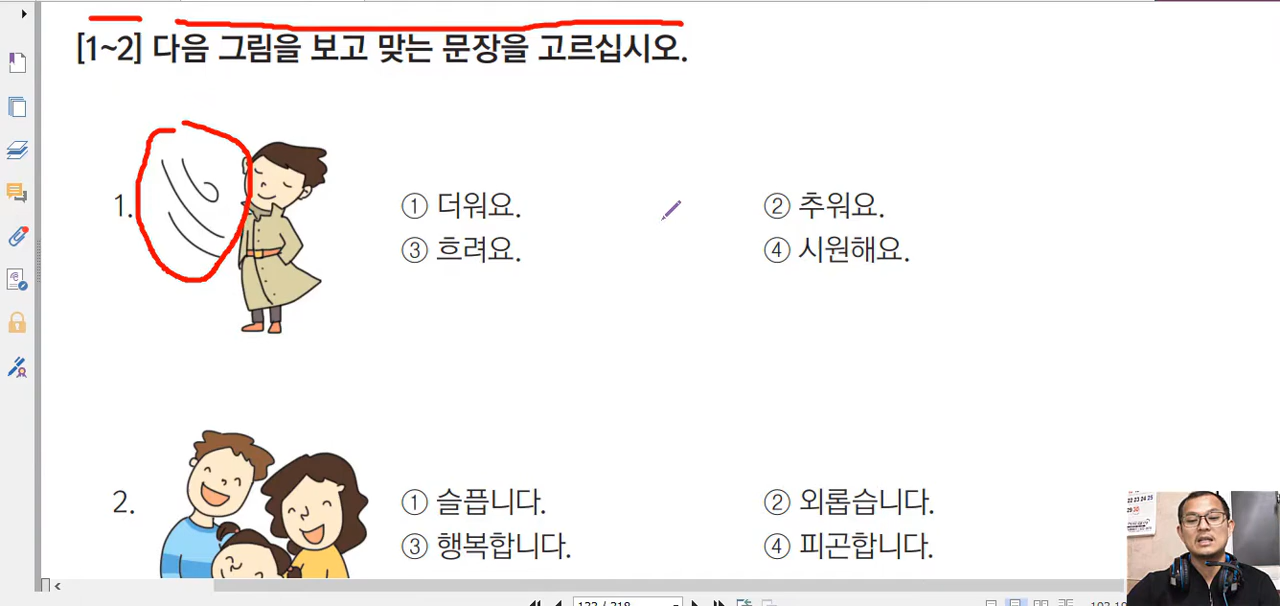 [1~2] 다음 그림을 보고 맞는 문장을 고르십시오.
1.
① 더워요. ② 추워요.
③ 흐려요. ④ 시원해요.
2.
① 슬픕니다. ② 외롭습니다.
③ 행복합니다. ④ 피곤합니다.